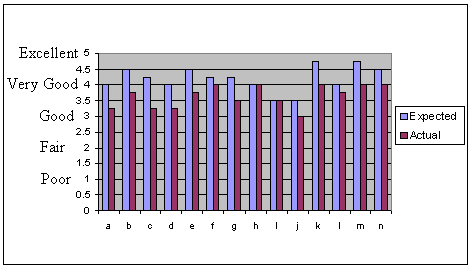 Excellent 5
4.5
Very Good 4
3.5
Good 3
2.5
Fair 2
1.5
Poor 1
0.5
0
a b c d e f g h I j k l m n
Expected
Actual